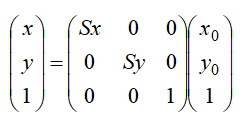 ( x ) ( Sx 0 0 ) ( x₀ )
( y ) = ( 0 Sy 0 ) ( y₀ )
( 1 ) ( 0 0 1 ) ( 1 )